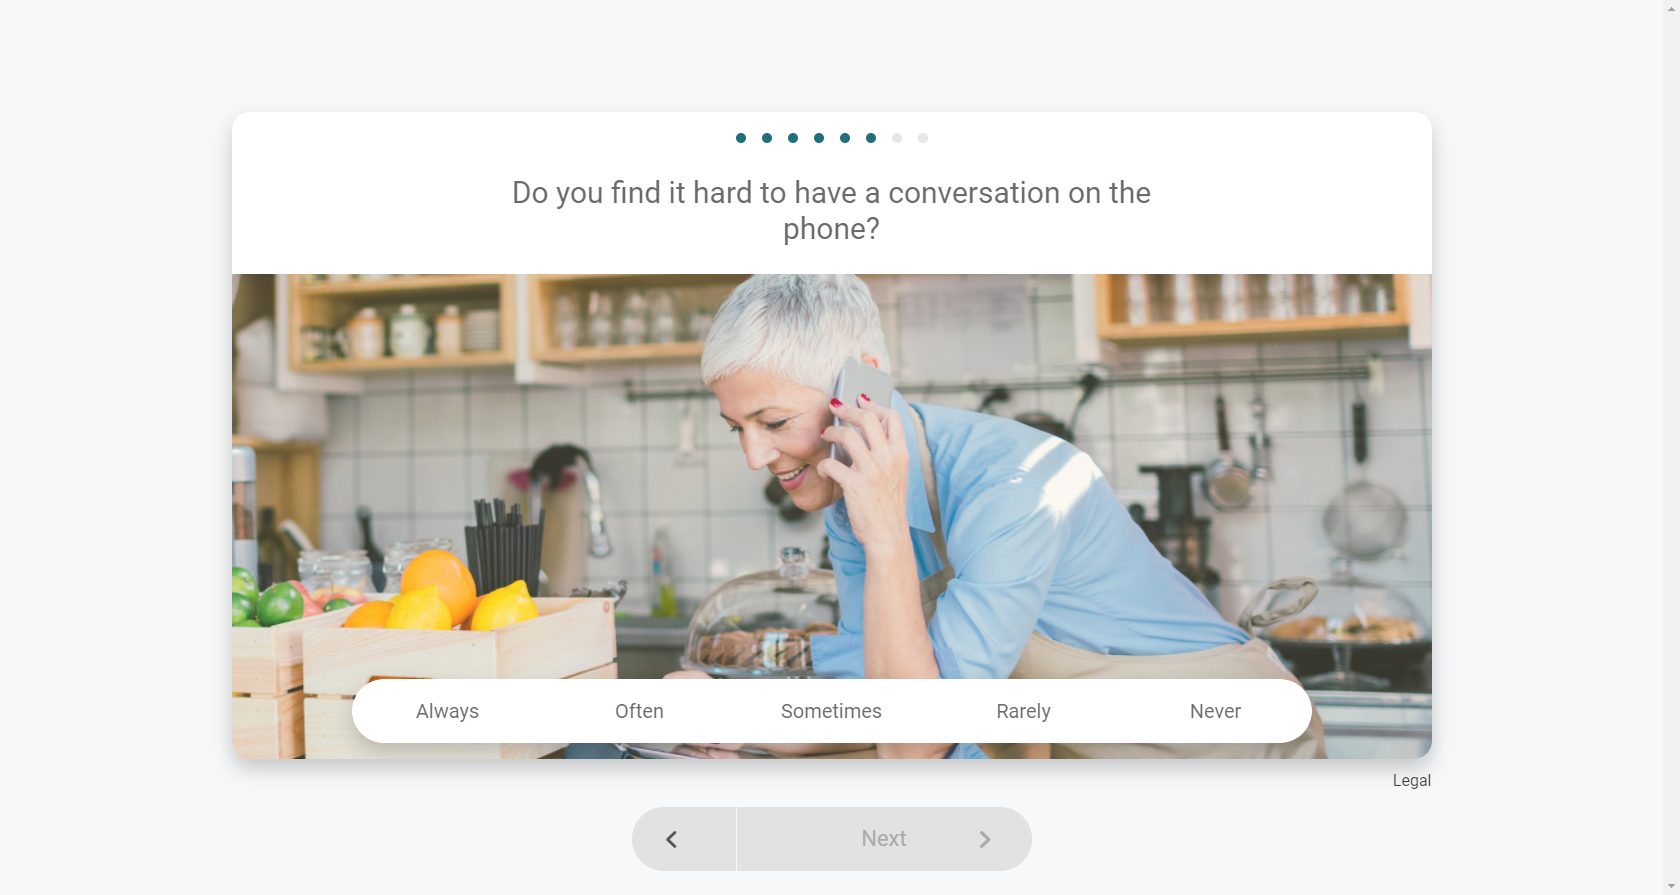 Do you find it hard to have a conversation on the
phone?
Always
Often
Sometimes
Rarely
Never
Legal
Next